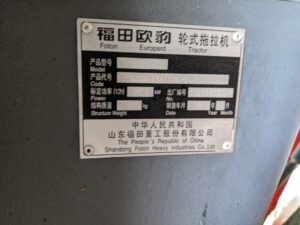 福田欧豹 轮式拖拉机
Foton Europard Tractor
产品型号
Model
产品代号
Code
标定功率 (12h) kW 出厂编号
Power No.
结构质量 kg 出厂日期 年 月
Structure Weight Date Year Month
中华人民共和国
山东福田重工股份有限公司
The People's Republic of China
Shandong Foton Heavy Industries Co., Ltd